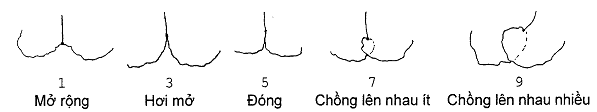 1 3 5 7 9
Mở rộng Hơi mở Đóng Chồng lên nhau ít Chồng lên nhau nhiều